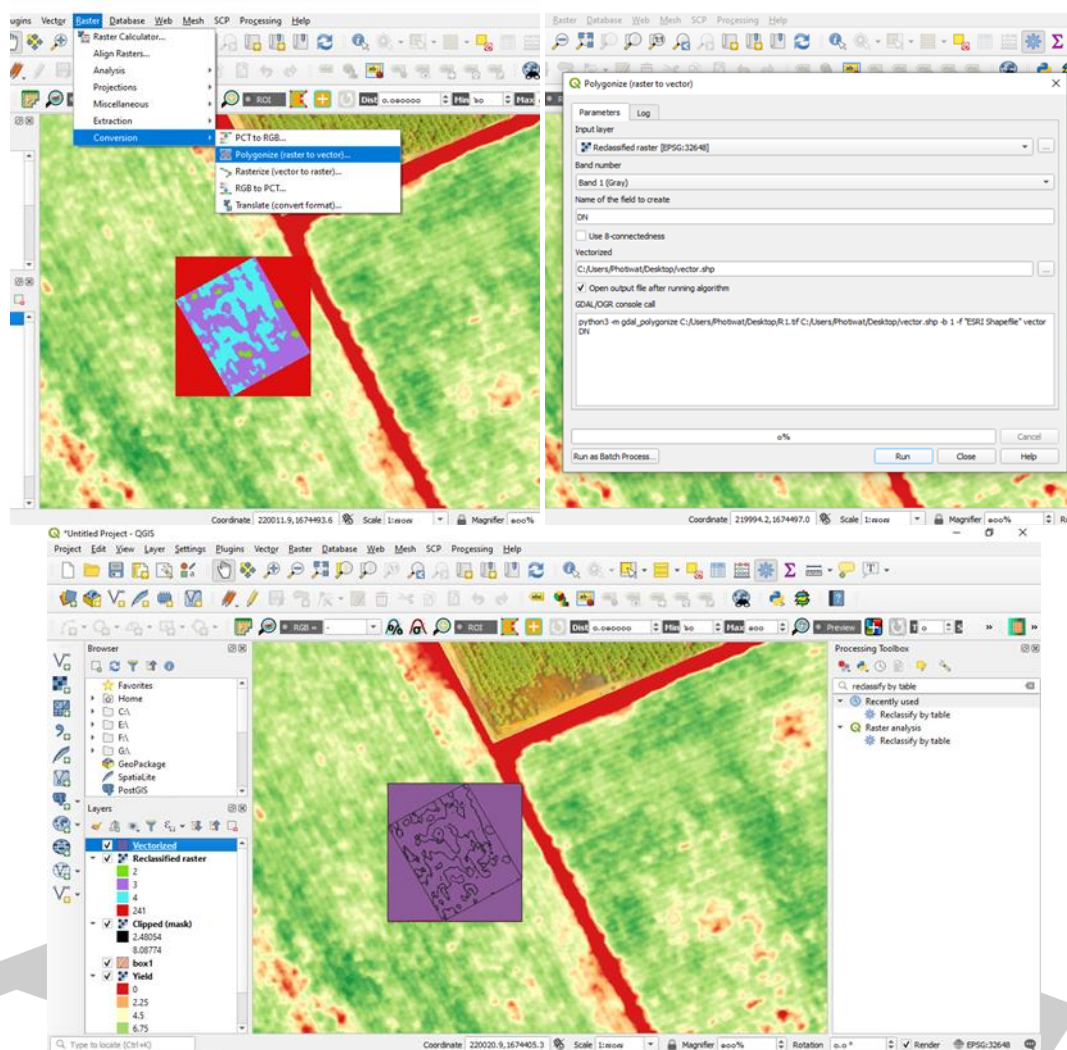 ugins Vector Raster Database Web Mesh SCP Processing Help
Raster Calculator...
Align Rasters...
Analysis
Projections
Miscellaneous
Extraction
Conversion
PCT to RGB...
Polygonize (raster to vector)...
Rasterize (vector to raster)...
RGB to PCT...
Translate (convert format)...
ROI
Dist 0.080000
Min
Max
Coordinate 220011.9,1674493.6 Scale Magnifier
Raster Database Web Mesh SCP Processing Help
Polygonize (raster to vector)
Parameters Log
Input layer
Reclassified raster [EPSG:32648]
Band number
Band 1 (Gray)
Name of the field to create
DN
Use 8-connectedness
Vectorized
C:/Users/Photiwat/Desktop/vector.shp
Open output file after running algorithm
GDAL/OGR console call
python3 -m gdal_polygonize C:/Users/Photiwat/Desktop/R1.tif C:/Users/Photiwat/Desktop/vector.shp -b 1 -f "ESRI Shapefile" vector
DN
0% Cancel
Run as Batch Process... Run Close Help
Coordinate 219994.2,1674497.0 Scale Magnifier
*Untitled Project - QGIS
Project Edit View Layer Settings Plugins Vector Raster Database Web Mesh SCP Processing Help
RGB = - ROI Dist 0.080000 Min Max Preview T
Browser
Favorites
Home
C:\
E:\
F:\
G:\
GeoPackage
SpatiaLite
PostGIS
Layers
Vectorized
Reclassified raster
2
3
4
241
Clipped (mask)
2.48054
8.08774
box1
Yield
0
2.25
4.5
6.75
Processing Toolbox
reclassify by table
Recently used
Reclassify by table
Raster analysis
Reclassify by table
Type to locate (Ctrl+K) Coordinate 220020.9,1674405.3 Scale Magnifier Rotation 0.0 ° Render EPSG:32648